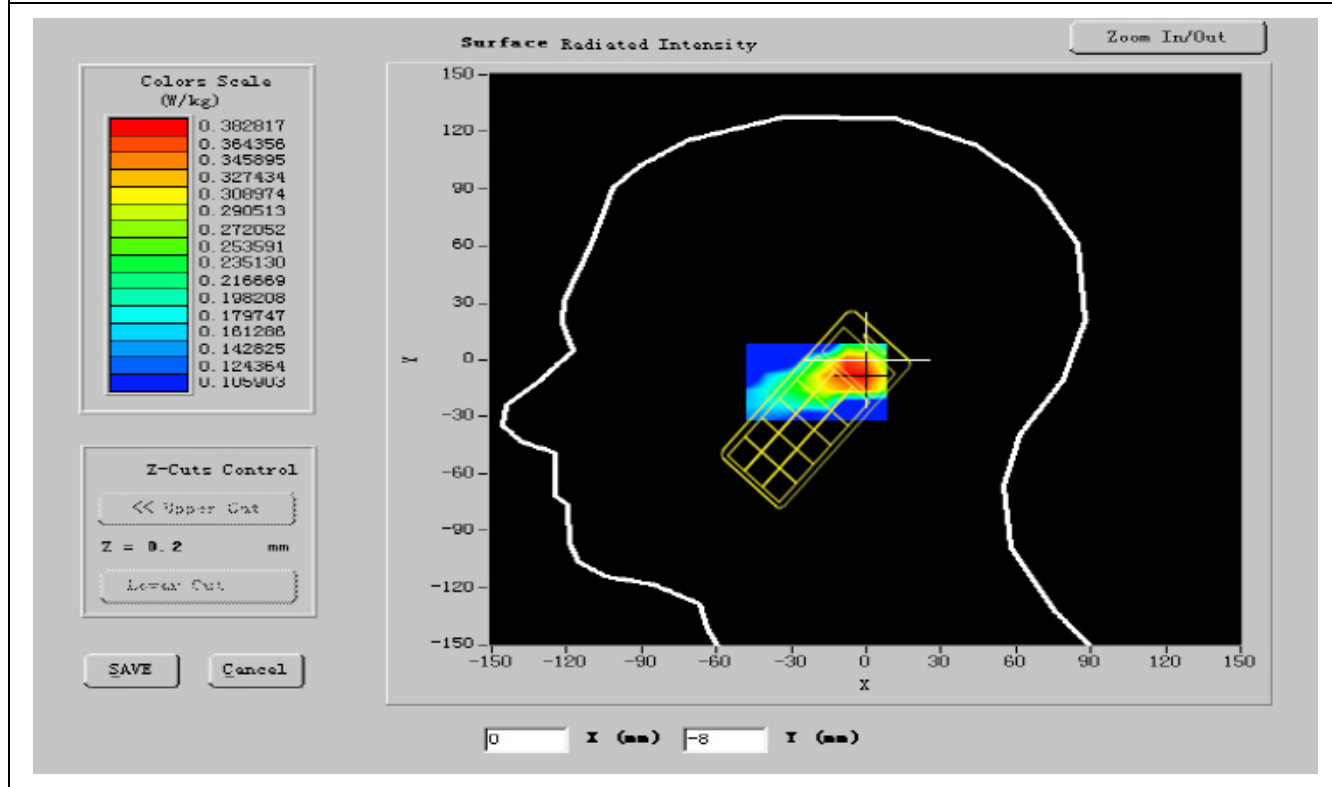 Surface Radiated Intensity
Zoom In/Out
Colors Scale
(W/kg)
0.382817
0.364356
0.345895
0.327434
0.308974
0.290513
0.272052
0.253591
0.235130
0.216669
0.198208
0.179747
0.161286
0.142825
0.124364
0.105903
Z-Cuts Control
<< Upper Cut
Z = 0.2 mm
Lower Cut
SAVE
Cancel
150
120
90
60
30
0
-30
-60
-90
-120
-150
Y
-150 -120 -90 -60 -30 0 30 60 90 120 150
X
0 X (mm) -8 Y (mm)